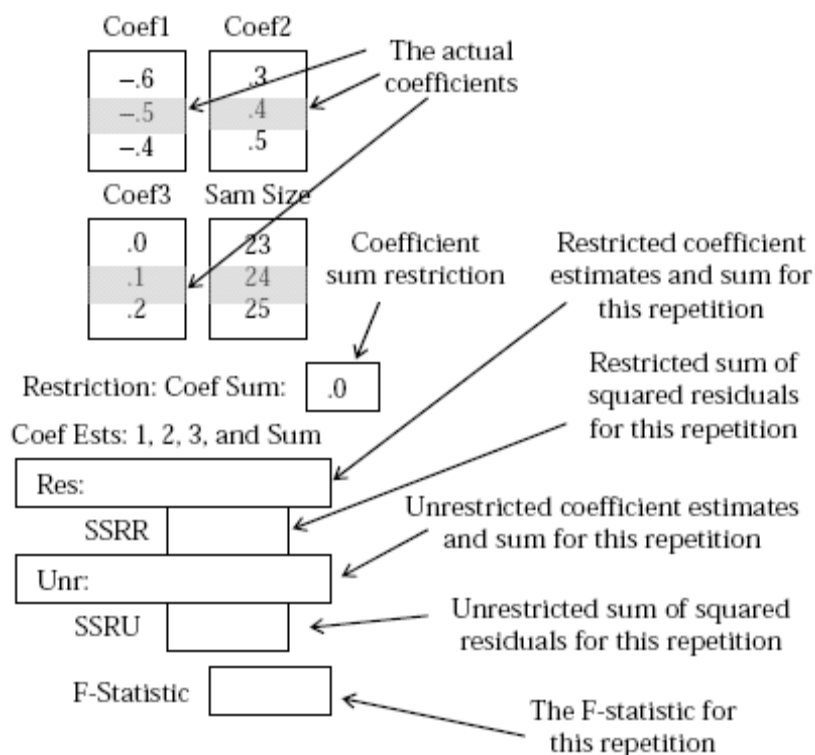 Coef1
Coef2
The actual
coefficients
–.6
–.5
–.4
.3
.4
.5
Coef3
Sam Size
.0
.1
.2
23
24
25
Coefficient
sum restriction
Restricted coefficient
estimates and sum for
this repetition
Restriction: Coef Sum:
.0
Restricted sum of
squared residuals
for this repetition
Coef Ests: 1, 2, 3, and Sum
Res:
SSRR
Unrestricted coefficient estimates
and sum for this repetition
Unr:
SSRU
Unrestricted sum of squared
residuals for this repetition
F-Statistic
The F-statistic for
this repetition